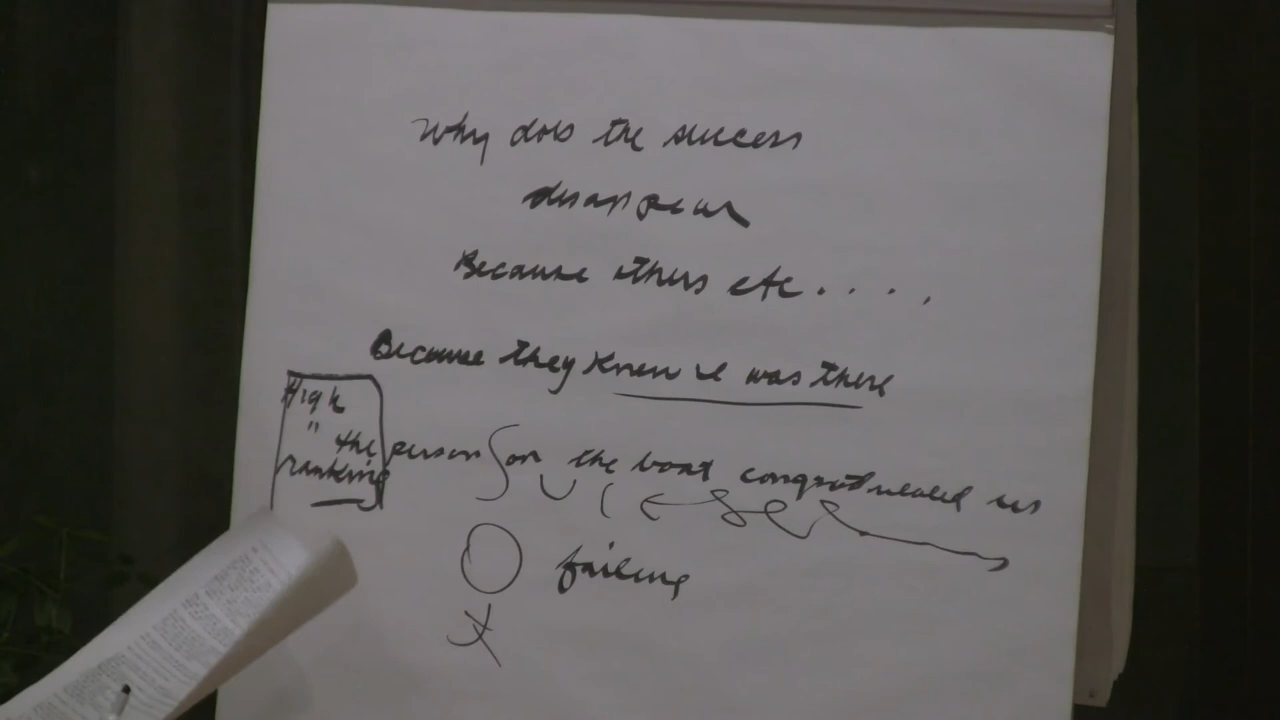 Why does the success
disappear
Because others etc....
Because they knew it was there
High
" the person on the boat congratulated us
ranking
failing